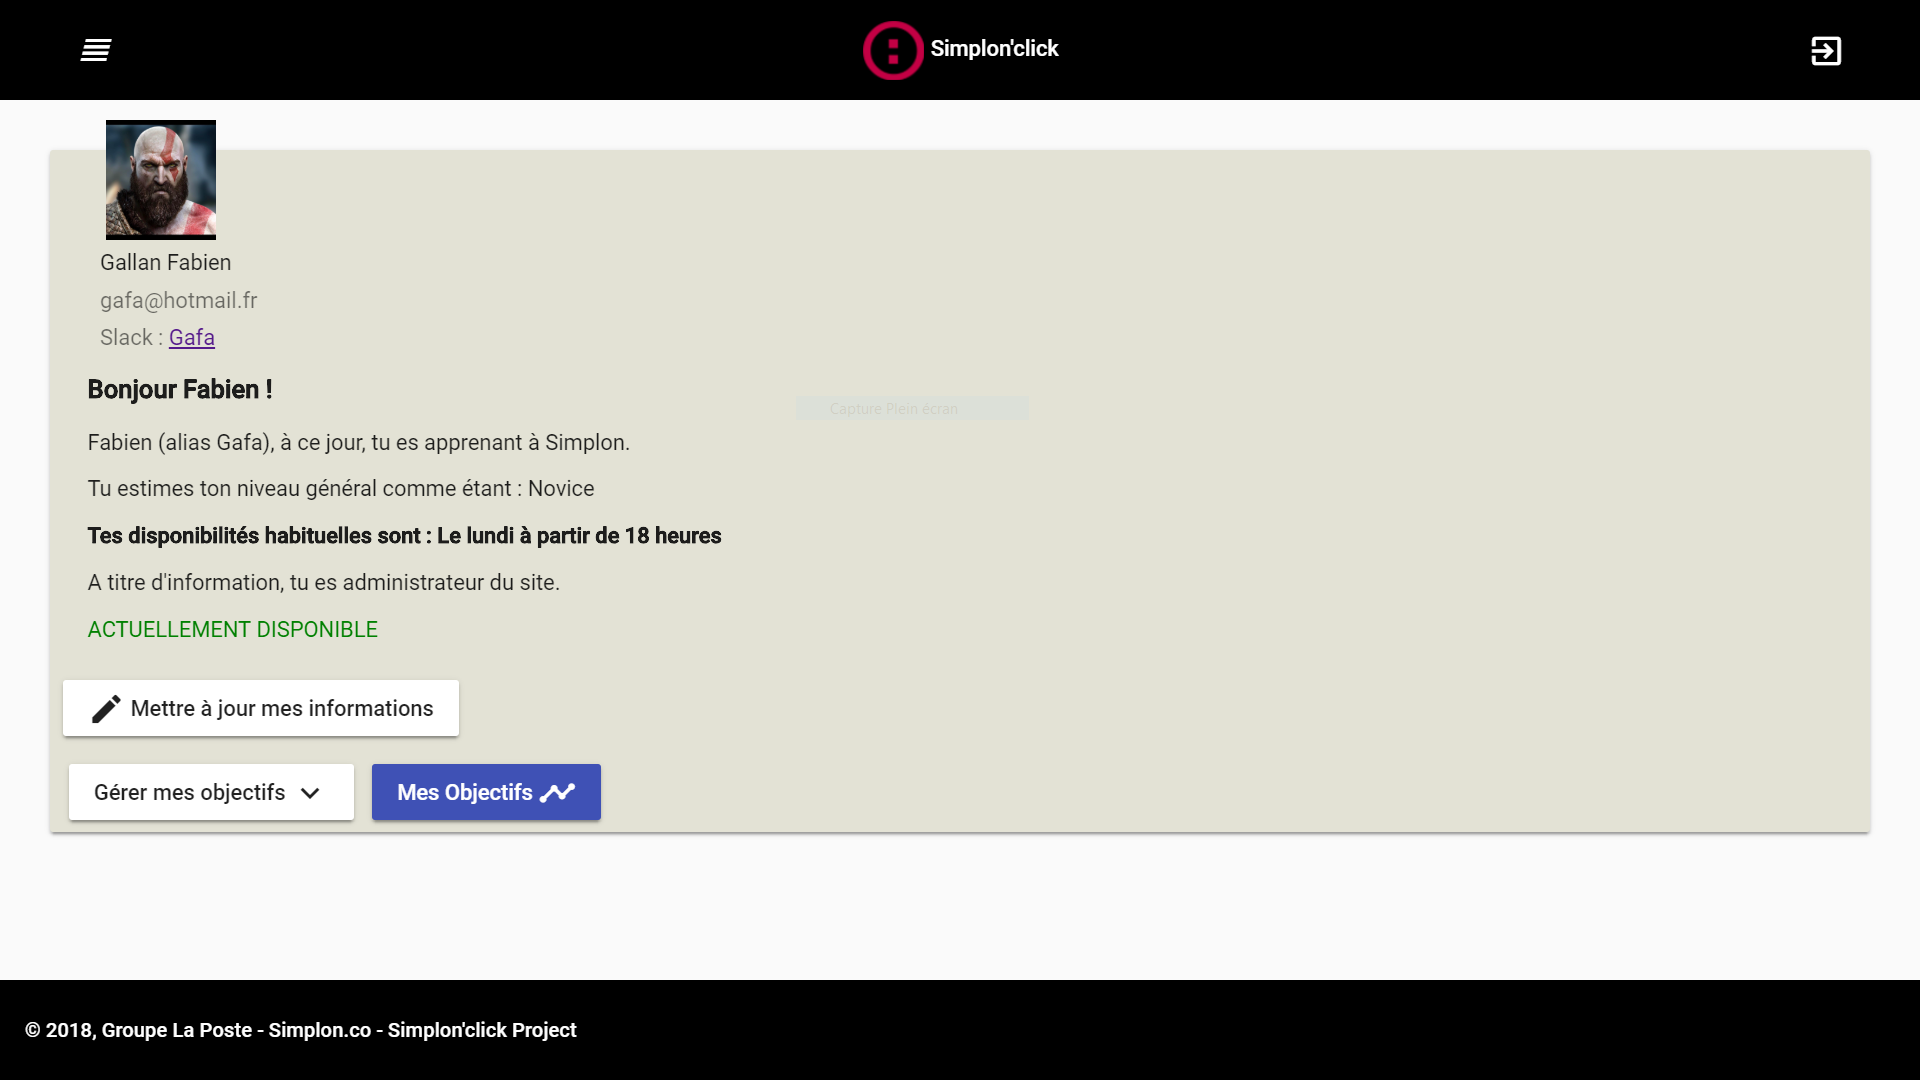 Simplon'click
Gallan Fabien
gafa@hotmail.fr
Slack : Gafa
Bonjour Fabien !
Capture Plein écran
Fabien (alias Gafa), à ce jour, tu es apprenant à Simplon.
Tu estimes ton niveau général comme étant : Novice
Tes disponibilités habituelles sont : Le lundi à partir de 18 heures
A titre d'information, tu es administrateur du site.
ACTUELLEMENT DISPONIBLE
Mettre à jour mes informations
Gérer mes objectifs
Mes Objectifs
© 2018, Groupe La Poste - Simplon.co - Simplon'click Project